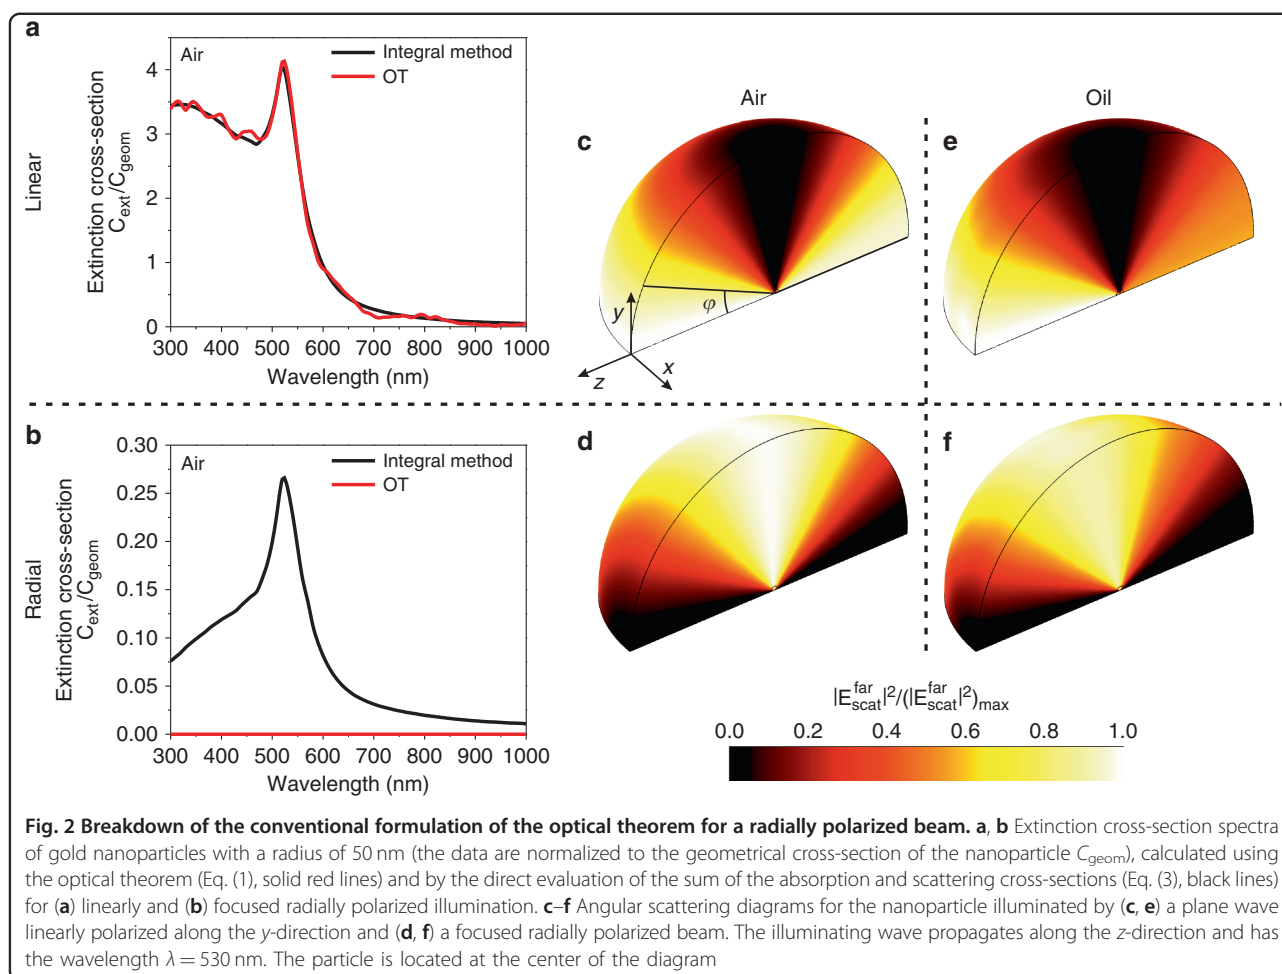 a
Linear
Extinction cross-section
C_ext/C_geom
Air
Integral method
OT
4
3
2
1
0
300 400 500 600 700 800 900 1000
Wavelength (nm)
Air
c
φ
y
z
x
Oil
e
b
Radial
Extinction cross-section
C_ext/C_geom
Air
Integral method
OT
0.30
0.25
0.20
0.15
0.10
0.05
0.00
300 400 500 600 700 800 900 1000
Wavelength (nm)
d
f
|E^far_scat|²/(|E^far_scat|²)_max
0.0 0.2 0.4 0.6 0.8 1.0
Fig. 2 Breakdown of the conventional formulation of the optical theorem for a radially polarized beam. a, b Extinction cross-section spectra
of gold nanoparticles with a radius of 50 nm (the data are normalized to the geometrical cross-section of the nanoparticle C_geom), calculated using
the optical theorem (Eq. (1), solid red lines) and by the direct evaluation of the sum of the absorption and scattering cross-sections (Eq. (3), black lines)
for (a) linearly and (b) focused radially polarized illumination. c–f Angular scattering diagrams for the nanoparticle illuminated by (c, e) a plane wave
linearly polarized along the y-direction and (d, f) a focused radially polarized beam. The illuminating wave propagates along the z-direction and has
the wavelength λ = 530 nm. The particle is located at the center of the diagram